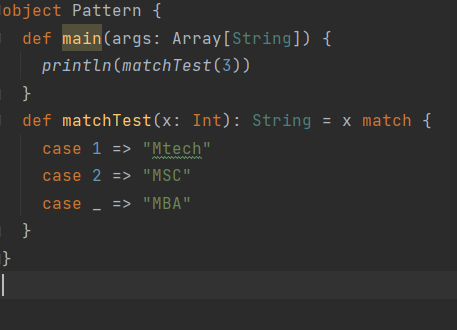 object Pattern {
def main(args: Array[String]) {
println(matchTest(3))
}
def matchTest(x: Int): String = x match {
case 1 => "Mtech"
case 2 => "MSC"
case _ => "MBA"
}
}